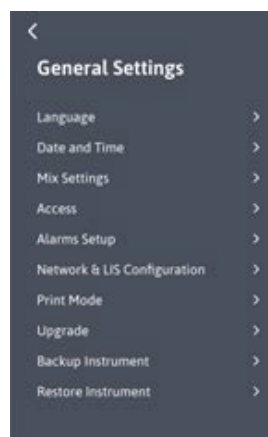 General Settings
Language
Date and Time
Mix Settings
Access
Alarms Setup
Network & LIS Configuration
Print Mode
Upgrade
Backup Instrument
Restore Instrument